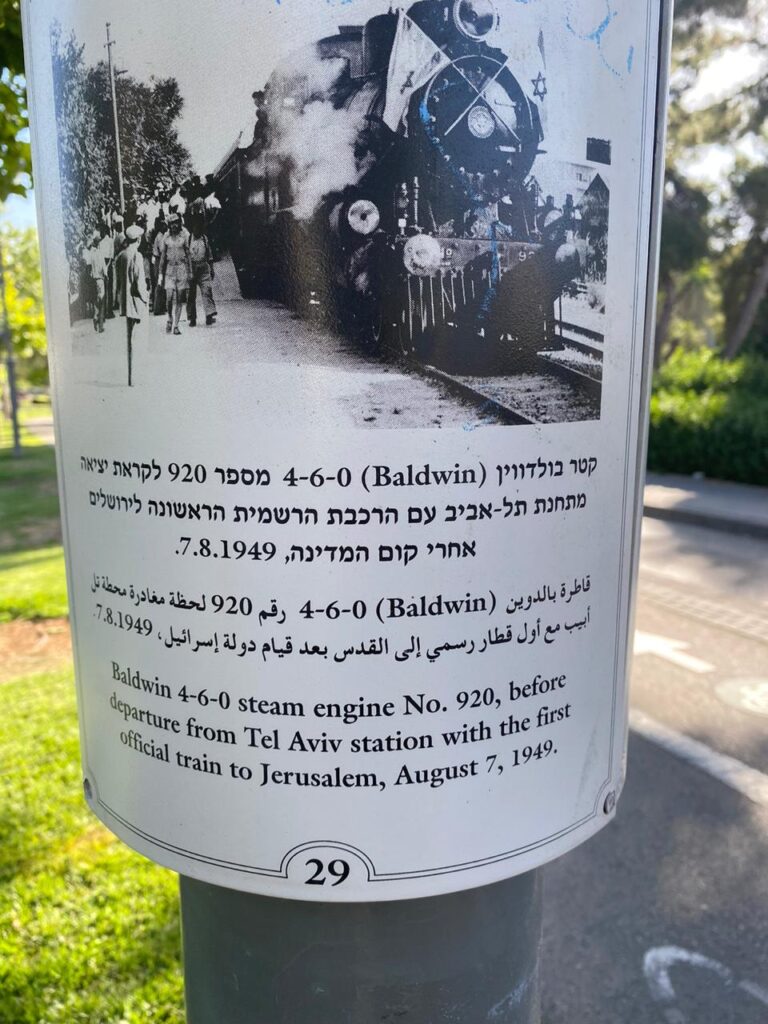 קטר בולדווין (Baldwin) 4-6-0 מספר 920 לקראת יציאה
מתחנת תל-אביב עם הרכבת הרשמית הראשונה לירושלים
אחרי קום המדינה, 7.8.1949.
قاطرة بالدوين (Baldwin) 4-6-0 رقم 920 لحظة مغادرة محطة تل
أبيب مع أول قطار رسمي إلى القدس بعد قيام دولة إسرائيل، 7.8.1949.
Baldwin 4-6-0 steam engine No. 920, before
departure from Tel Aviv station with the first
official train to Jerusalem, August 7, 1949.
29